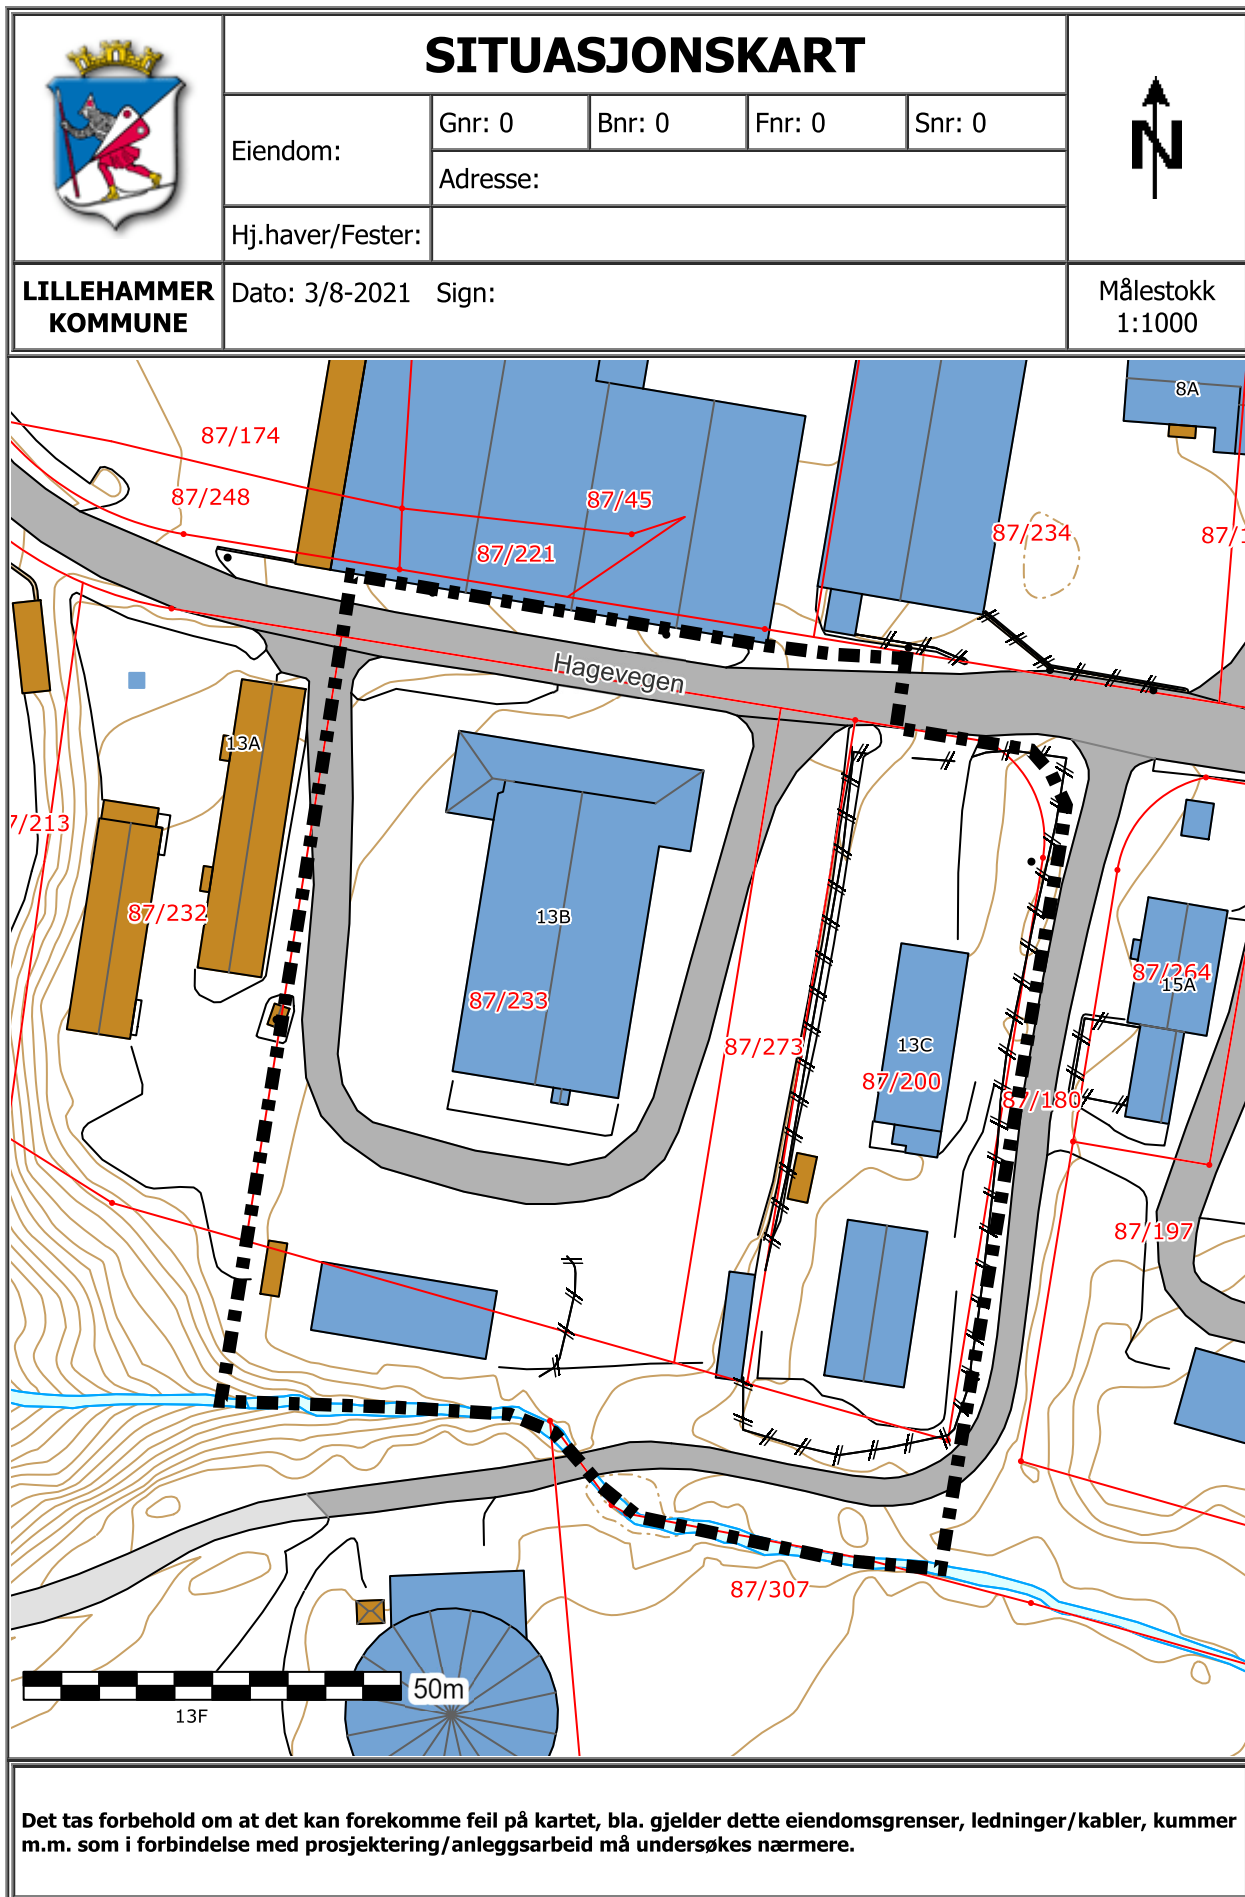 SITUASJONSKART
Eiendom:
Gnr: 0
Bnr: 0
Fnr: 0
Snr: 0
Adresse:
N
Hj.haver/Fester:
LILLEHAMMER
KOMMUNE
Dato: 3/8-2021 Sign:
Målestokk
1:1000
8A
87/174
87/248
87/45
87/221
87/234
87/1
Hagevegen
13A
7/213
87/232
13B
87/233
87/264
15A
87/273
13C
87/200
87/180
87/197
87/307
50m
13F
Det tas forbehold om at det kan forekomme feil på kartet, bla. gjelder dette eiendomsgrenser, ledninger/kabler, kummer
m.m. som i forbindelse med prosjektering/anleggsarbeid må undersøkes nærmere.